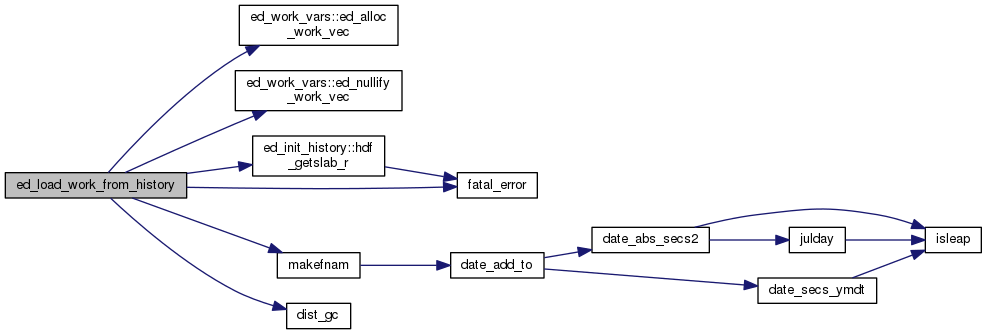 ed_work_vars::ed_alloc
_work_vec
ed_work_vars::ed_nullify
_work_vec
ed_init_history::hdf
_getslab_r
ed_load_work_from_history
fatal_error
date_abs_secs2
julday
isleap
makefnam
date_add_to
date_secs_ymdt
dist_gc